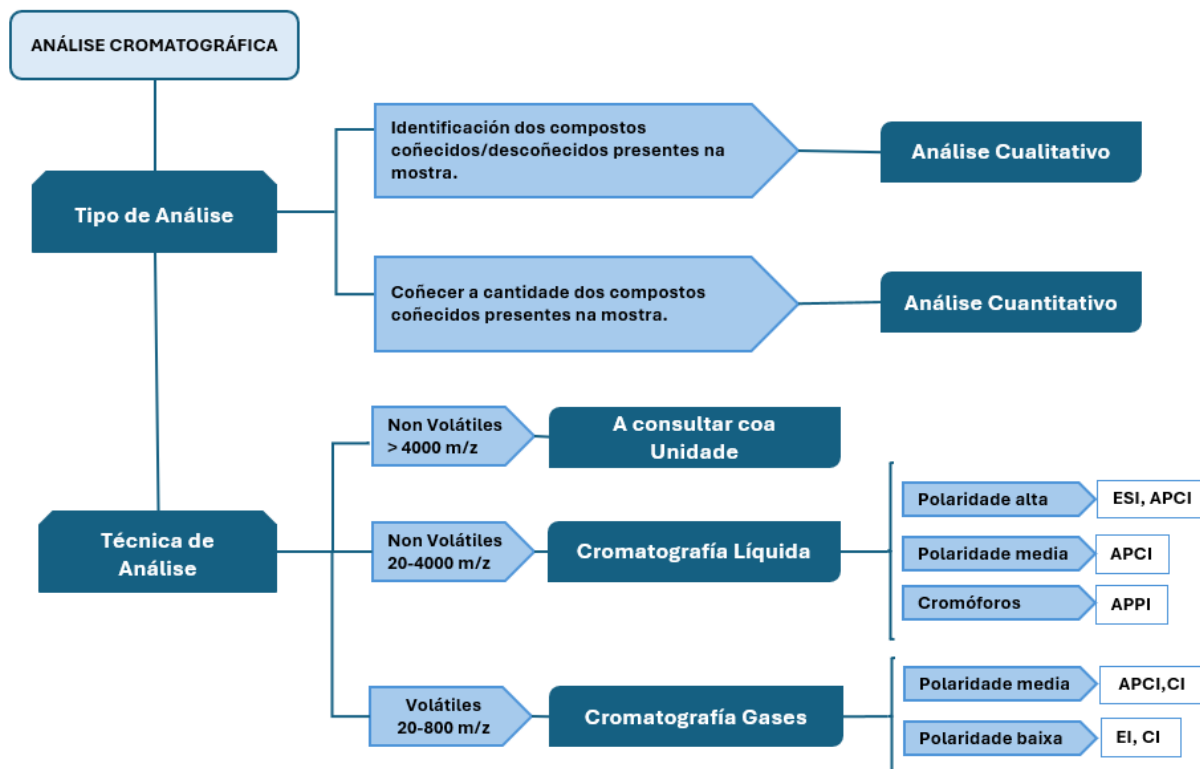 ANÁLISE CROMATOGRÁFICA
Tipo de Análise
Identificación dos compostos
coñecidos/descoñecidos presentes na
mostra.
Análise Cualitativo
Coñecer a cantidade dos compostos
coñecidos presentes na mostra.
Análise Cuantitativo
Técnica de
Análise
Non Volátiles
> 4000 m/z
A consultar coa
Unidade
Non Volátiles
20-4000 m/z
Cromatografía Líquida
Polaridade alta
ESI, APCI
Polaridade media
APCI
Cromóforos
APPI
Volátiles
20-800 m/z
Cromatografía Gases
Polaridade media
APCI,CI
Polaridade baixa
EI, CI